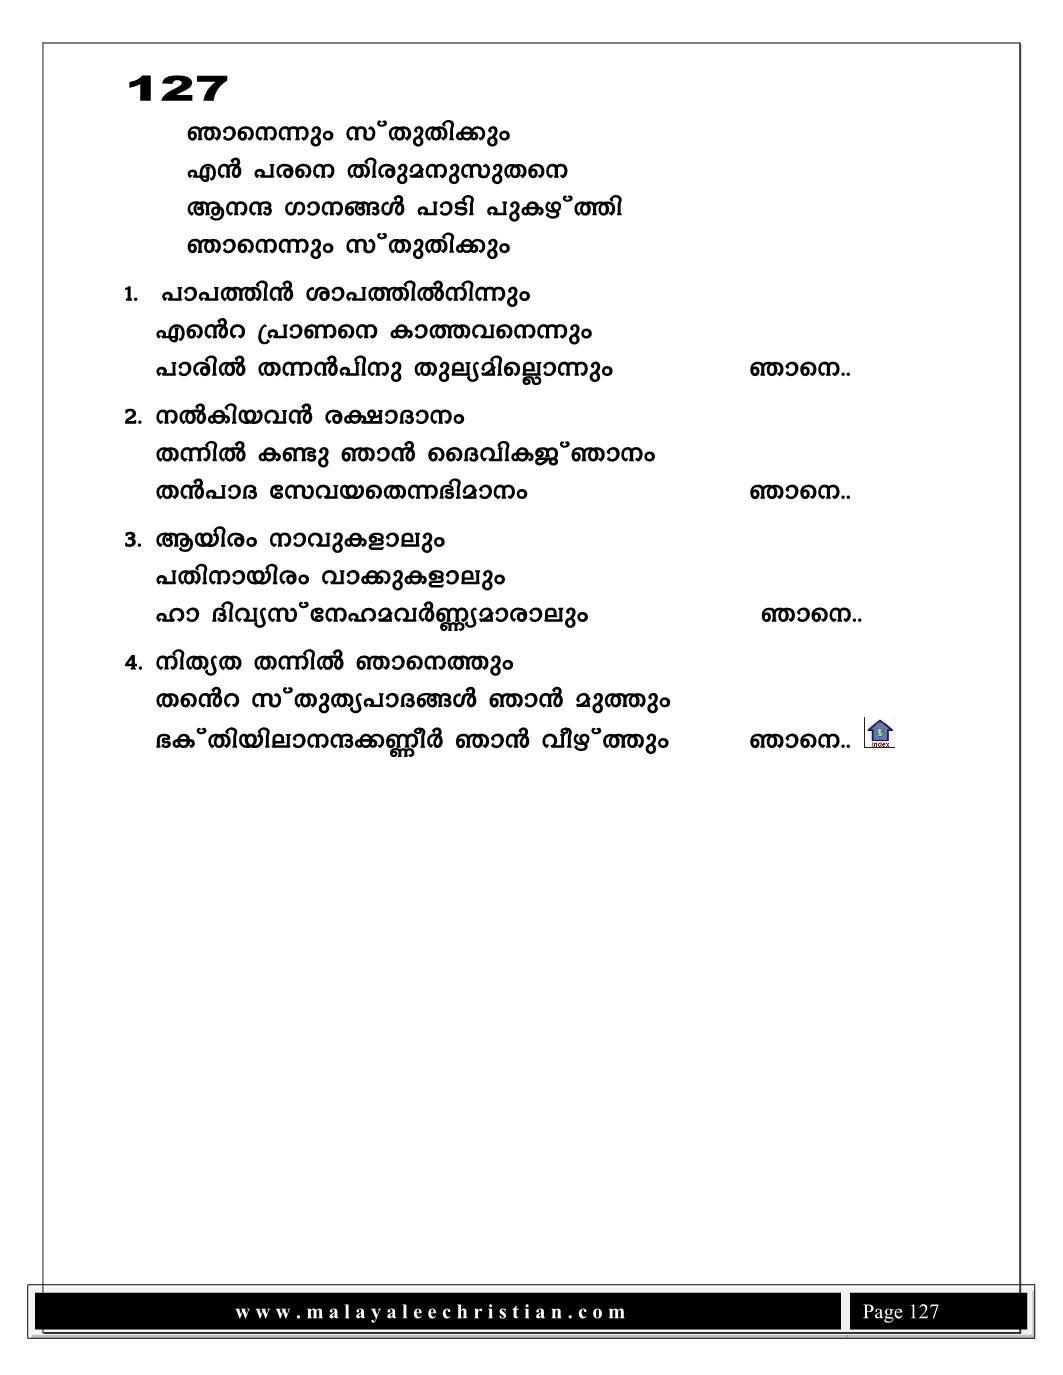 127
ഞാനെന്നും സ്തുതിക്കും
എൻ പരനെ തിരുമനുസുതനെ
ആനന്ദ ഗാനങ്ങൾ പാടി പുകഴ്ത്തി
ഞാനെന്നും സ്തുതിക്കും
1. പാപത്തിൻ ശാപത്തിൽനിന്നും
എൻെറ പ്രാണനെ കാത്തവനെന്നും
പാരിൽ തന്നൻപിനു തുല്യമില്ലൊന്നും ഞാനെ..
2. നൽകിയവൻ രക്ഷാദാനം
തന്നിൽ കണ്ടു ഞാൻ ദൈവികജ്ഞാനം
തൻപാദ സേവയതെന്നഭിമാനം ഞാനെ..
3. ആയിരം നാവുകളാലും
പതിനായിരം വാക്കുകളാലും
ഹാ ദിവ്യസ്നേഹമവർണ്ണ്യമാരാലും ഞാനെ..
4. നിത്യത തന്നിൽ ഞാനെത്തും
തൻെറ സ്തുത്യപാദങ്ങൾ ഞാൻ മുത്തും
ഭക്തിയിലാനന്ദക്കണ്ണീർ ഞാൻ വീഴ്ത്തും ഞാനെ.. Index
www.malayaleechristian.com Page 127